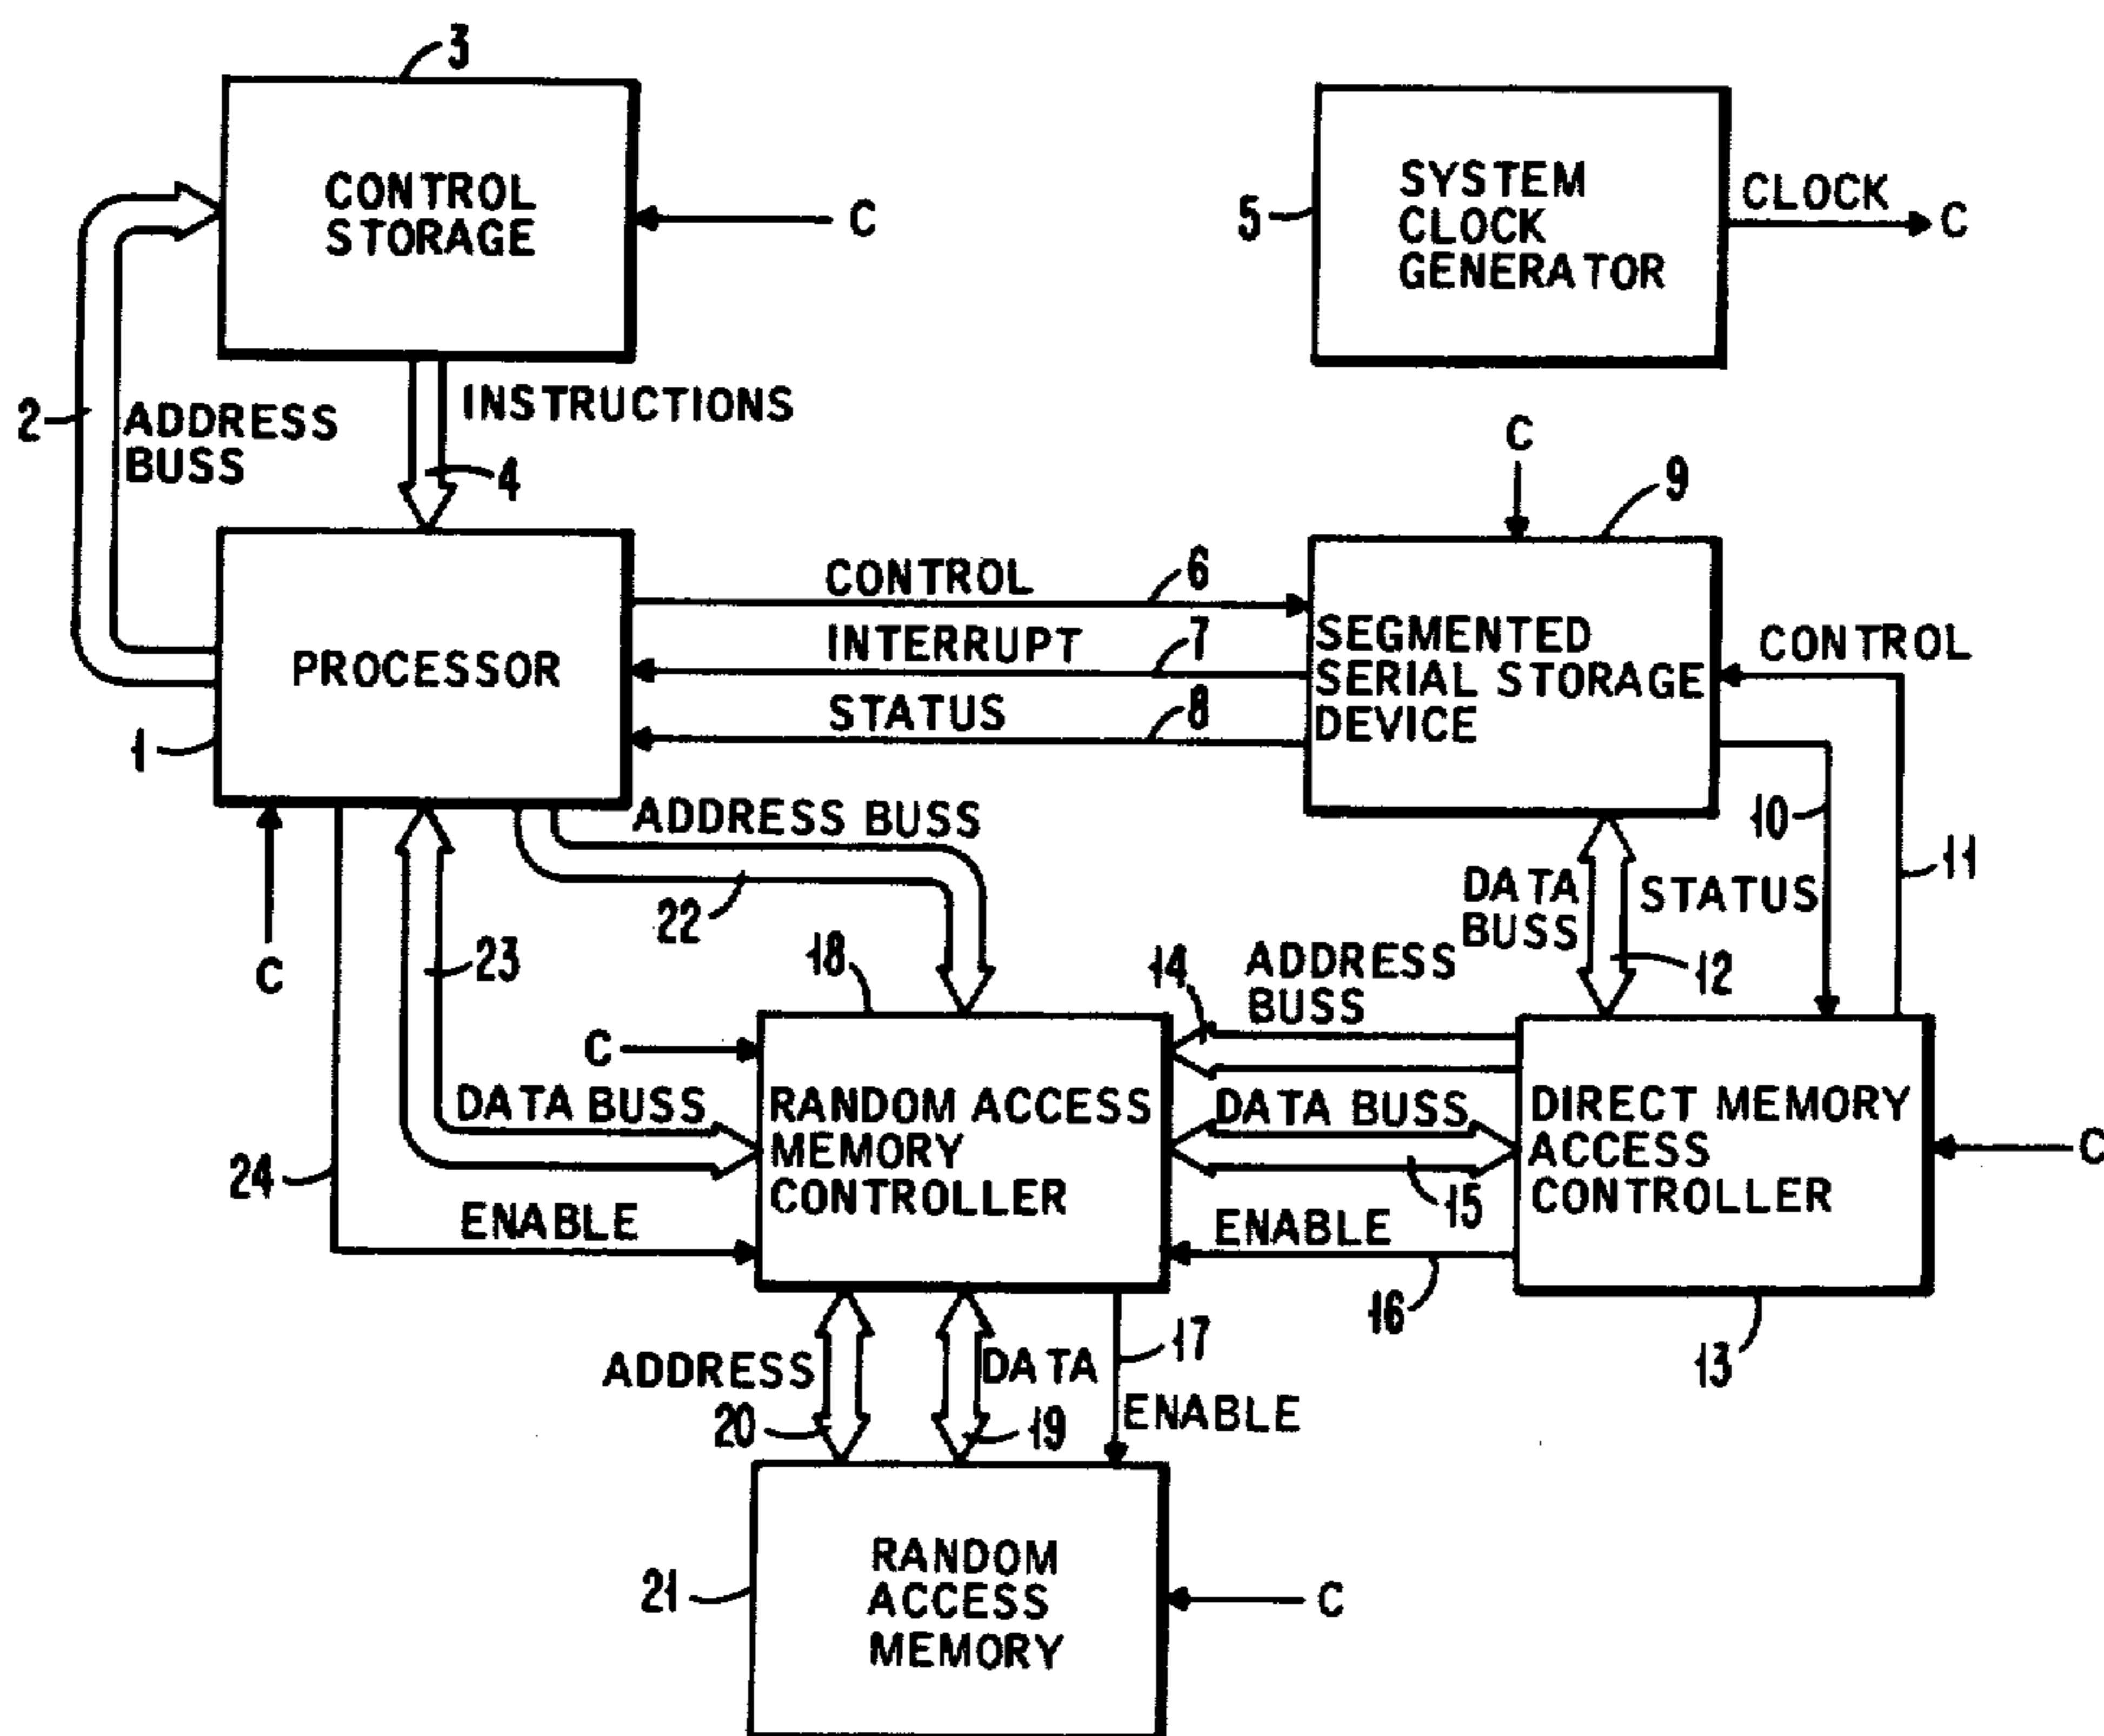 3
CONTROL
STORAGE
C
5
SYSTEM
CLOCK
GENERATOR
CLOCK
C
2
ADDRESS
BUSS
INSTRUCTIONS
4
C
9
PROCESSOR
1
CONTROL
6
INTERRUPT
7
STATUS
8
SEGMENTED
SERIAL STORAGE
DEVICE
CONTROL
C
ADDRESS BUSS
22
23
10
11
DATA
BUSS
STATUS
12
18
14
ADDRESS
BUSS
C
DATA BUSS
24
ENABLE
RANDOM ACCESS
MEMORY
CONTROLLER
DATA BUSS
15
ENABLE
16
DIRECT MEMORY
ACCESS
CONTROLLER
C
13
ADDRESS
20
DATA
19
17
ENABLE
21
RANDOM
ACCESS
MEMORY
C